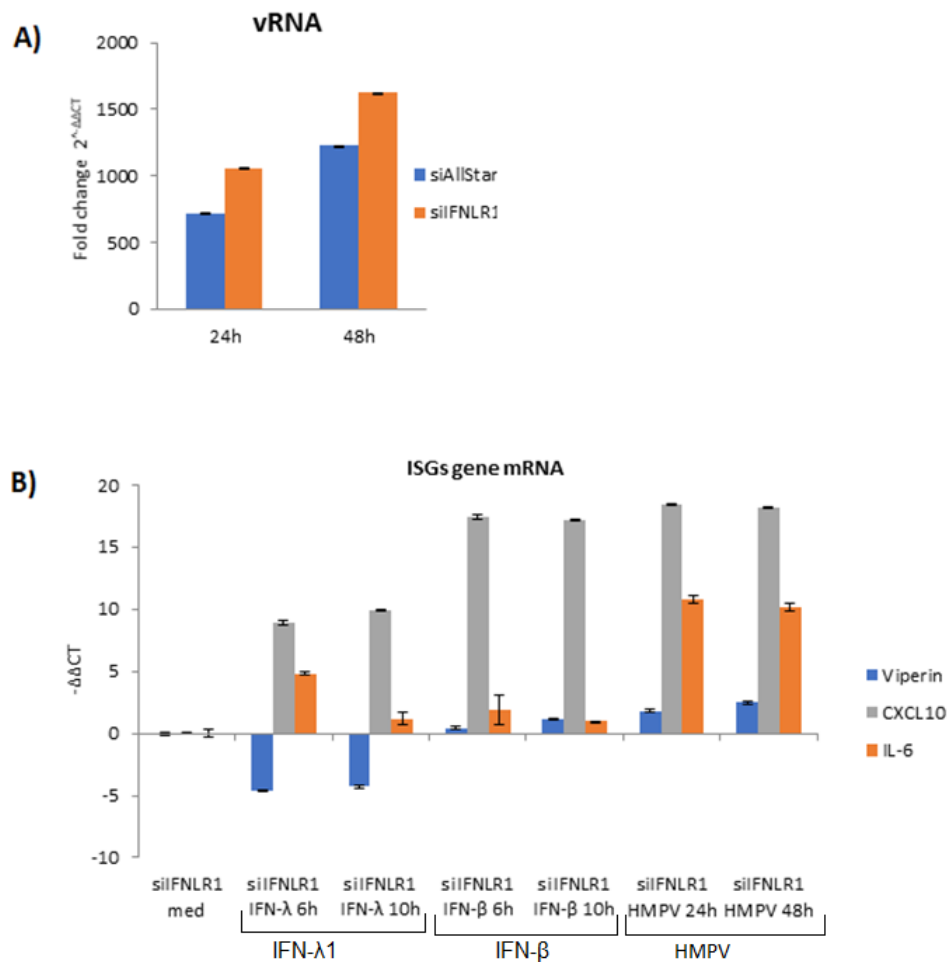 A)
vRNA
Fold change 2^-ΔΔCT
2000
1500
1000
500
0
24h
48h
siAllStar
siIFNLR1
B)
ISGs gene mRNA
-ΔΔCT
20
15
10
5
0
-5
-10
Viperin
CXCL10
IL-6
siIFNLR1 siIFNLR1 siIFNLR1 siIFNLR1 siIFNLR1 siIFNLR1 siIFNLR1
med IFN-λ 6h IFN-λ 10h IFN-β 6h IFN-β 10h HMPV 24h HMPV 48h
IFN-λ1 IFN-β HMPV